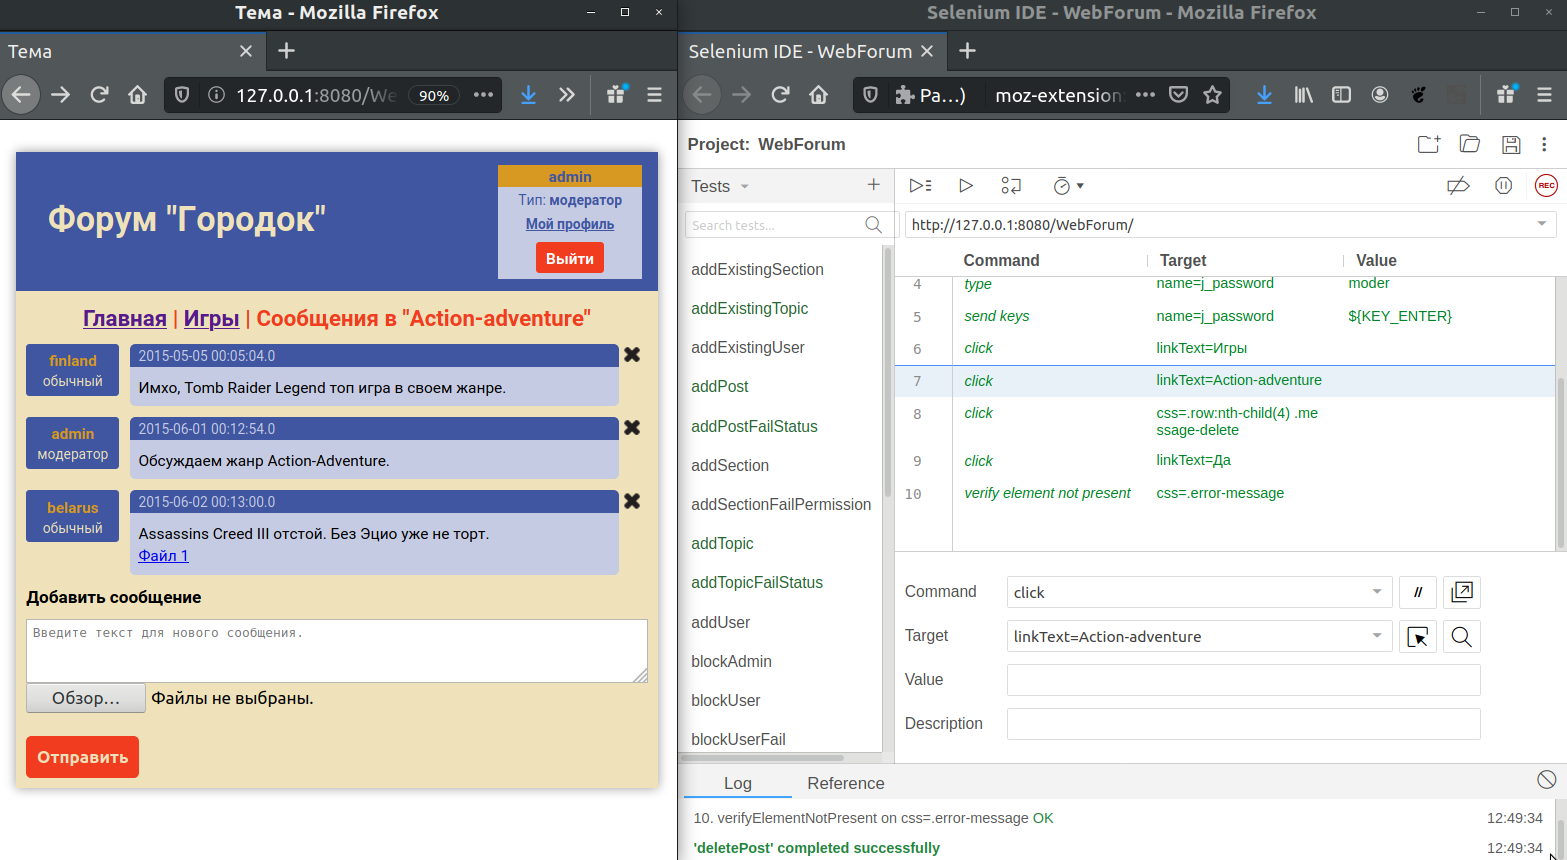 Тема - Mozilla Firefox
Тема
127.0.0.1:8080/We 90%
Форум "Городок"
admin
Тип: модератор
Мой профиль
Выйти
Главная | Игры | Сообщения в "Action-adventure"
finland
обычный
2015-05-05 00:05:04.0
Имхо, Tomb Raider Legend топ игра в своем жанре.
admin
модератор
2015-06-01 00:12:54.0
Обсуждаем жанр Action-Adventure.
belarus
обычный
2015-06-02 00:13:00.0
Assassins Creed III отстой. Без Эцио уже не торт.
Файл 1
Добавить сообщение
Введите текст для нового сообщения.
Обзор... Файлы не выбраны.
Отправить
Selenium IDE - WebForum - Mozilla Firefox
Selenium IDE - WebForum
Ра...) moz-extension:
Project: WebForum
Tests
REC
Search tests...
http://127.0.0.1:8080/WebForum/
addExistingSection
addExistingTopic
addExistingUser
addPost
addPostFailStatus
addSection
addSectionFailPermission
addTopic
addTopicFailStatus
addUser
blockAdmin
blockUser
blockUserFail
Command Target Value
4 type name=j_password moder
5 send keys name=j_password ${KEY_ENTER}
6 click linkText=Игры
7 click linkText=Action-adventure
8 click css=.row:nth-child(4) .me
ssage-delete
9 click linkText=Да
10 verify element not present css=.error-message
Command click //
Target linkText=Action-adventure
Value
Description
Log Reference
10. verifyElementNotPresent on css=.error-message OK 12:49:34
'deletePost' completed successfully 12:49:34